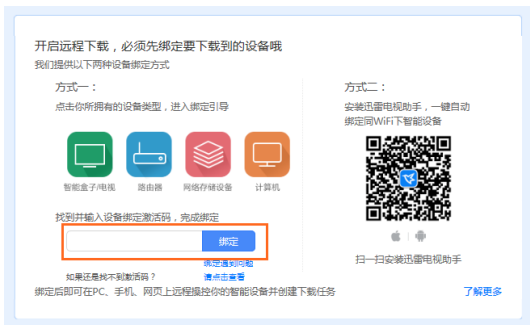 开启远程下载，必须先绑定要下载到的设备哦
我们提供以下两种设备绑定方式
方式一：
点击你所拥有的设备类型，进入绑定引导
智能盒子/电视 路由器 网络存储设备 计算机
找到并输入设备绑定激活码，完成绑定
绑定
绑定遇到问题
如果还是找不到激活码？ 请点击查看
方式二：
安装迅雷电视助手，一键自动
绑定同WiFi下智能设备
扫一扫安装迅雷电视助手
绑定后即可在PC、手机、网页上远程操控你的智能设备并创建下载任务 了解更多